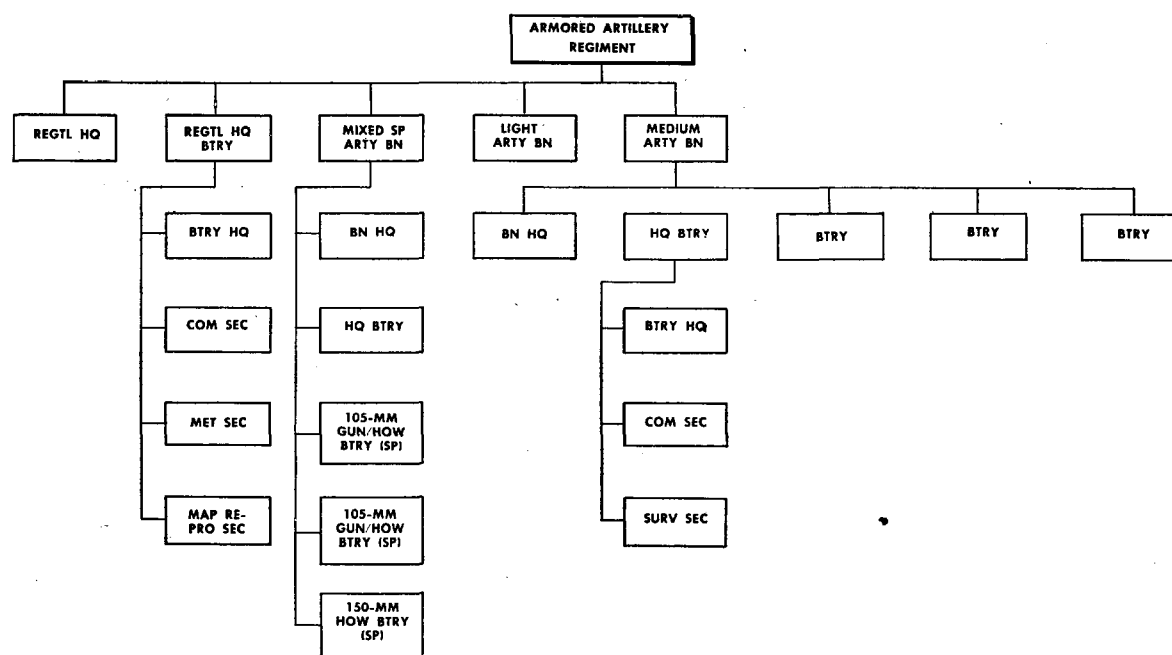 ARMORED ARTILLERY
REGIMENT
REGTL HQ
REGTL HQ
BTRY
MIXED SP
ARTY BN
LIGHT
ARTY BN
MEDIUM
ARTY BN
BTRY HQ
COM SEC
MET SEC
MAP RE-
PRO SEC
BN HQ
HQ BTRY
105-MM
GUN/HOW
BTRY (SP)
105-MM
GUN/HOW
BTRY (SP)
150-MM
HOW BTRY
(SP)
BN HQ
HQ BTRY
BTRY
BTRY
BTRY
BTRY HQ
COM SEC
SURV SEC